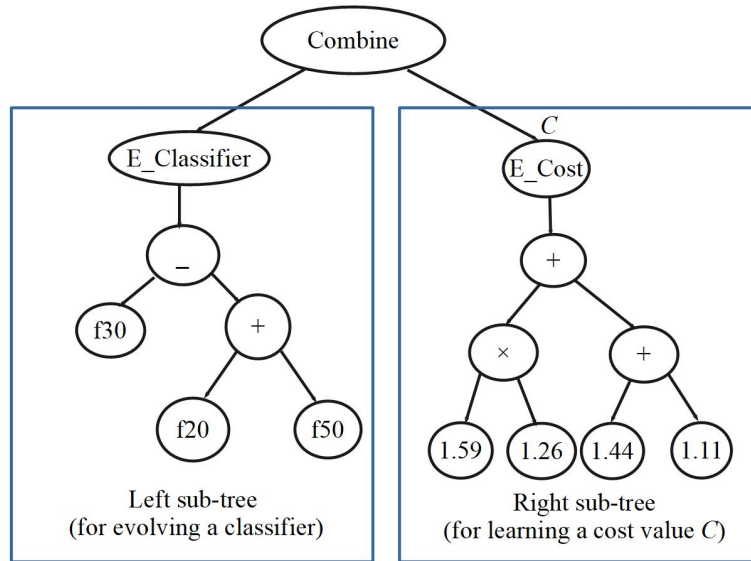 Combine
C
E_Classifier
E_Cost
−
+
f30
+
×
+
f20
f50
1.59
1.26
1.44
1.11
Left sub-tree
(for evolving a classifier)
Right sub-tree
(for learning a cost value C)